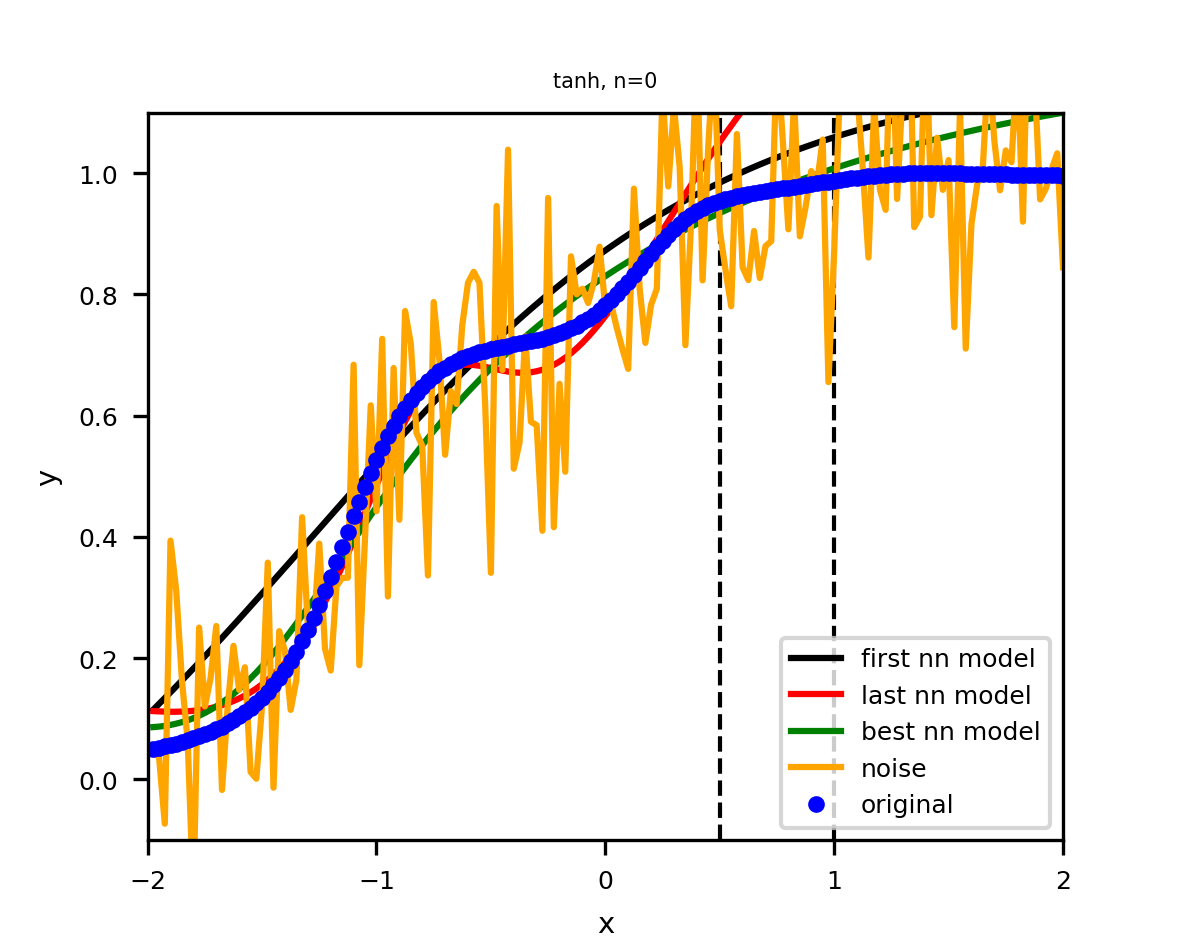 tanh, n=0
1.0
0.8
0.6
0.4
0.2
0.0
y
first nn model
last nn model
best nn model
noise
original
−2
−1
0
1
2
x